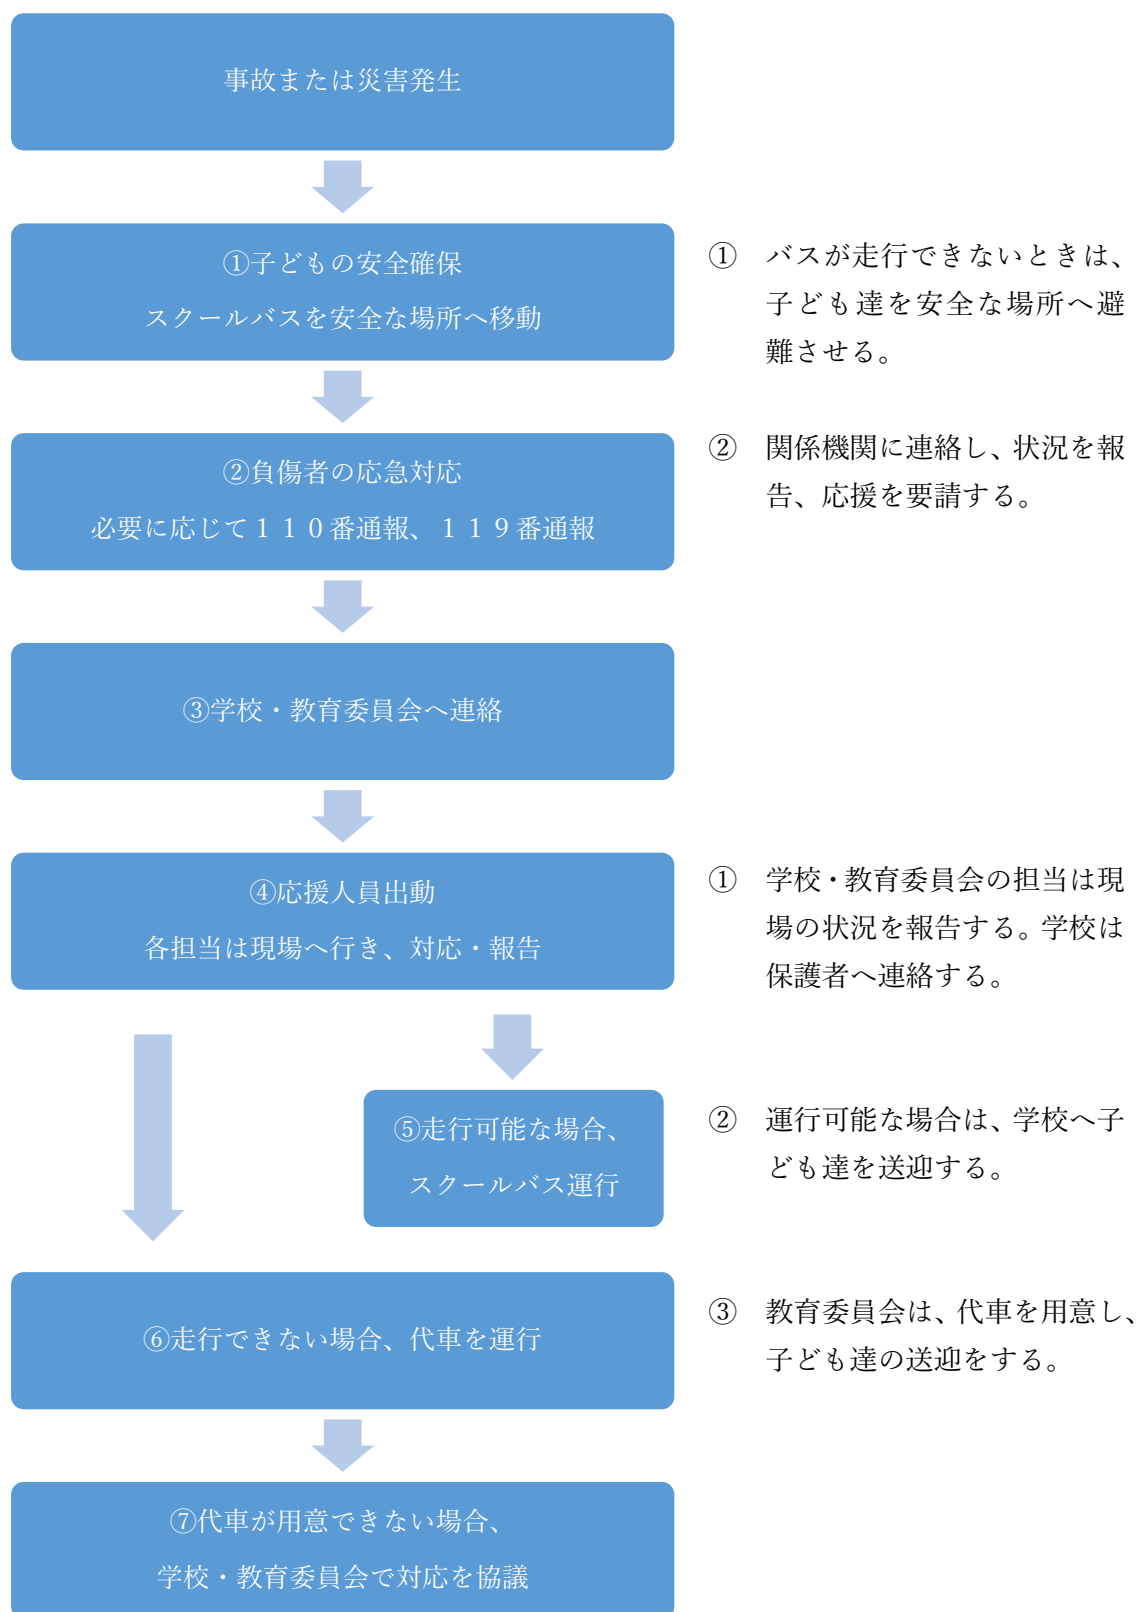 事故または災害発生
①子どもの安全確保
スクールバスを安全な場所へ移動
① バスが走行できないときは、
子ども達を安全な場所へ避
難させる。
②負傷者の応急対応
必要に応じて１１０番通報、１１９番通報
② 関係機関に連絡し、状況を報
告、応援を要請する。
③学校・教育委員会へ連絡
④応援人員出動
各担当は現場へ行き、対応・報告
① 学校・教育委員会の担当は現
場の状況を報告する。学校は
保護者へ連絡する。
⑤走行可能な場合、
スクールバス運行
② 運行可能な場合は、学校へ子
ども達を送迎する。
⑥走行できない場合、代車を運行
③ 教育委員会は、代車を用意し、
子ども達の送迎をする。
⑦代車が用意できない場合、
学校・教育委員会で対応を協議